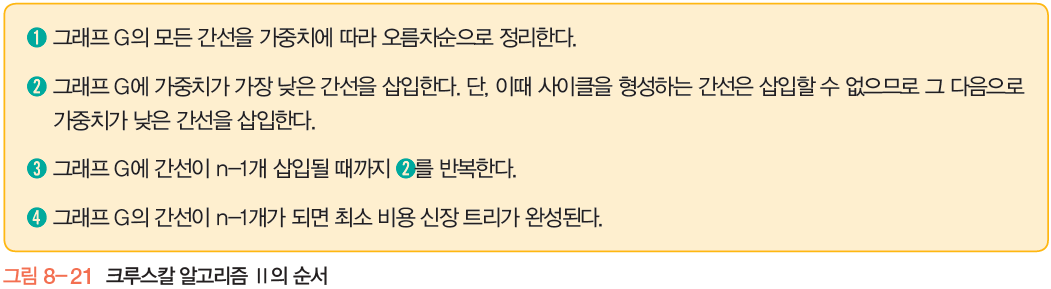 ❶ 그래프 G의 모든 간선을 가중치에 따라 오름차순으로 정리한다.
❷ 그래프 G에 가중치가 가장 낮은 간선을 삽입한다. 단, 이때 사이클을 형성하는 간선은 삽입할 수 없으므로 그 다음으로
가중치가 낮은 간선을 삽입한다.
❸ 그래프 G에 간선이 n-1개 삽입될 때까지 ❷를 반복한다.
❹ 그래프 G의 간선이 n-1개가 되면 최소 비용 신장 트리가 완성된다.
그림 8-21 크루스칼 알고리즘 II의 순서